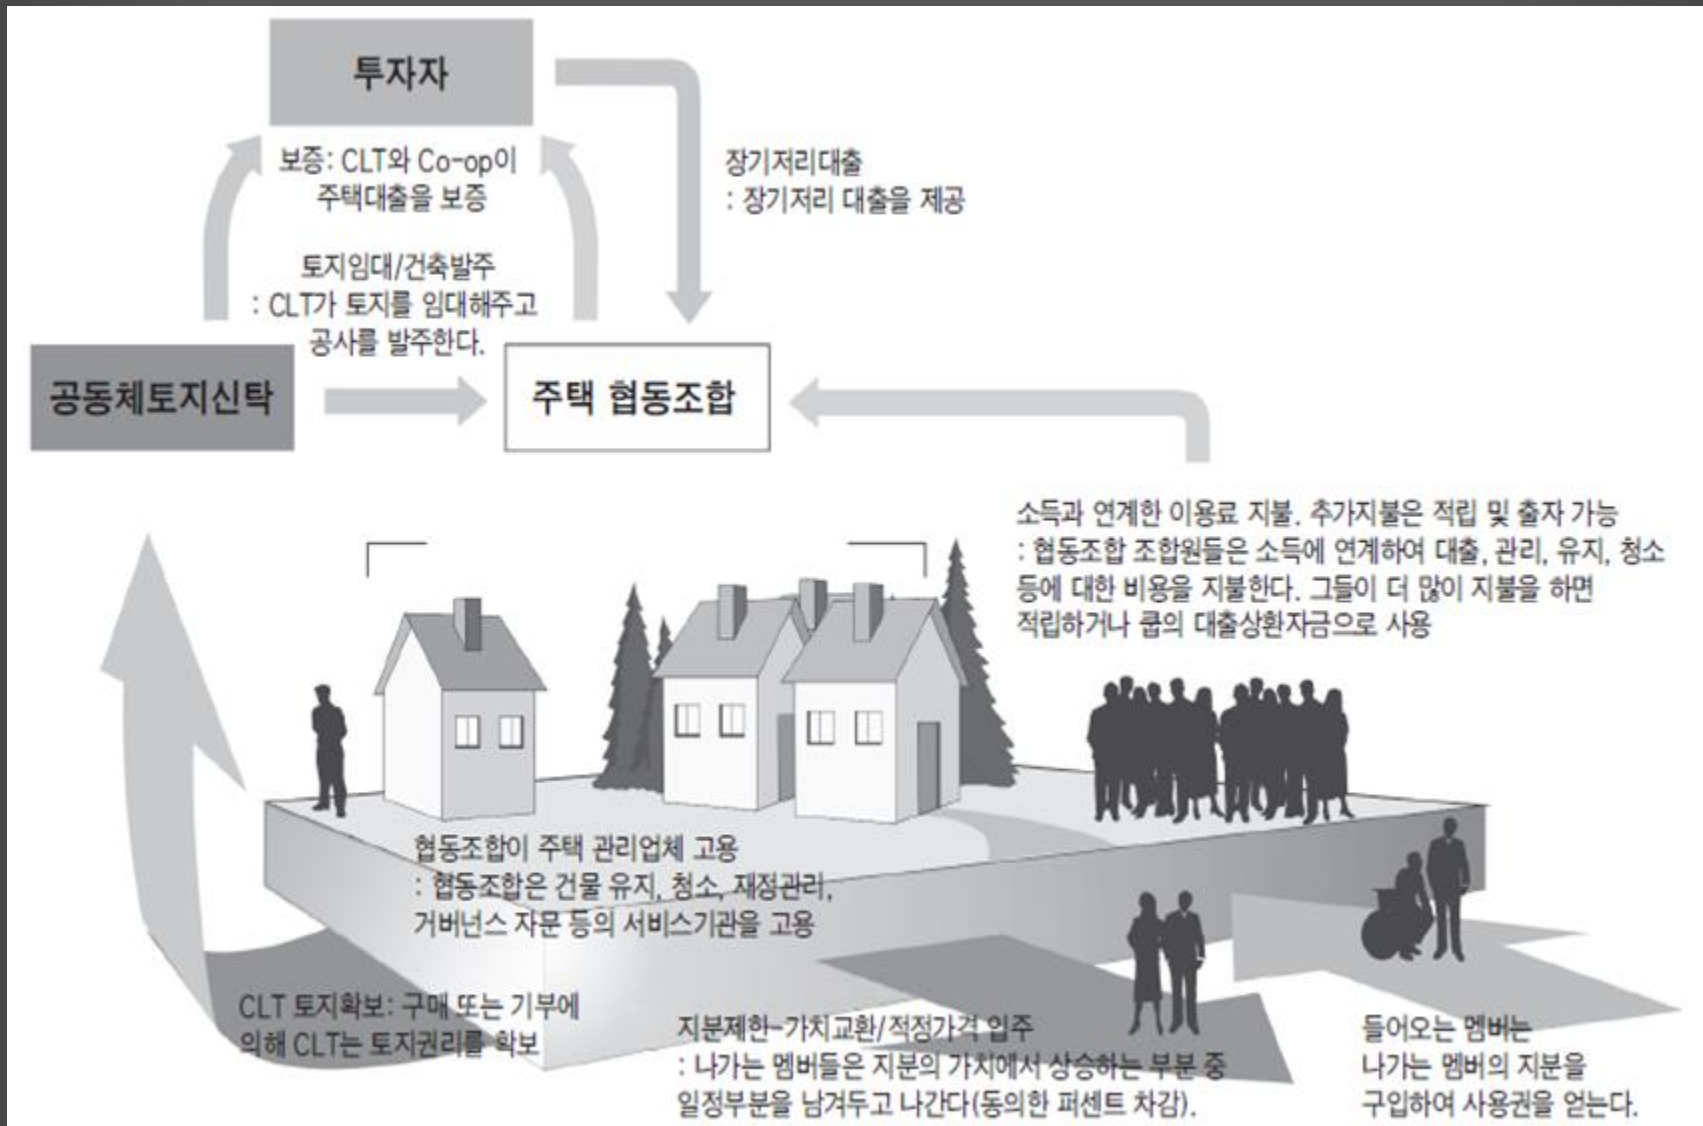 투자자
보증: CLT와 Co-op이
주택대출을 보증
장기저리대출
: 장기저리 대출을 제공
토지임대/건축발주
: CLT가 토지를 임대해주고
공사를 발주한다.
공동체토지신탁
주택 협동조합
소득과 연계한 이용료 지불. 추가지불은 적립 및 출자 가능
: 협동조합 조합원들은 소득에 연계하여 대출, 관리, 유지, 청소
등에 대한 비용을 지불한다. 그들이 더 많이 지불을 하면
적립하거나 쿱의 대출상환자금으로 사용
협동조합이 주택 관리업체 고용
: 협동조합은 건물 유지, 청소, 재정관리,
거버넌스 자문 등의 서비스기관을 고용
CLT 토지확보: 구매 또는 기부에
의해 CLT는 토지권리를 확보
지분제한-가치교환/적정가격 입주
: 나가는 멤버들은 지분의 가치에서 상승하는 부분 중
일정부분을 남겨두고 나간다(동의한 퍼센트 차감).
들어오는 멤버는
나가는 멤버의 지분을
구입하여 사용권을 얻는다.